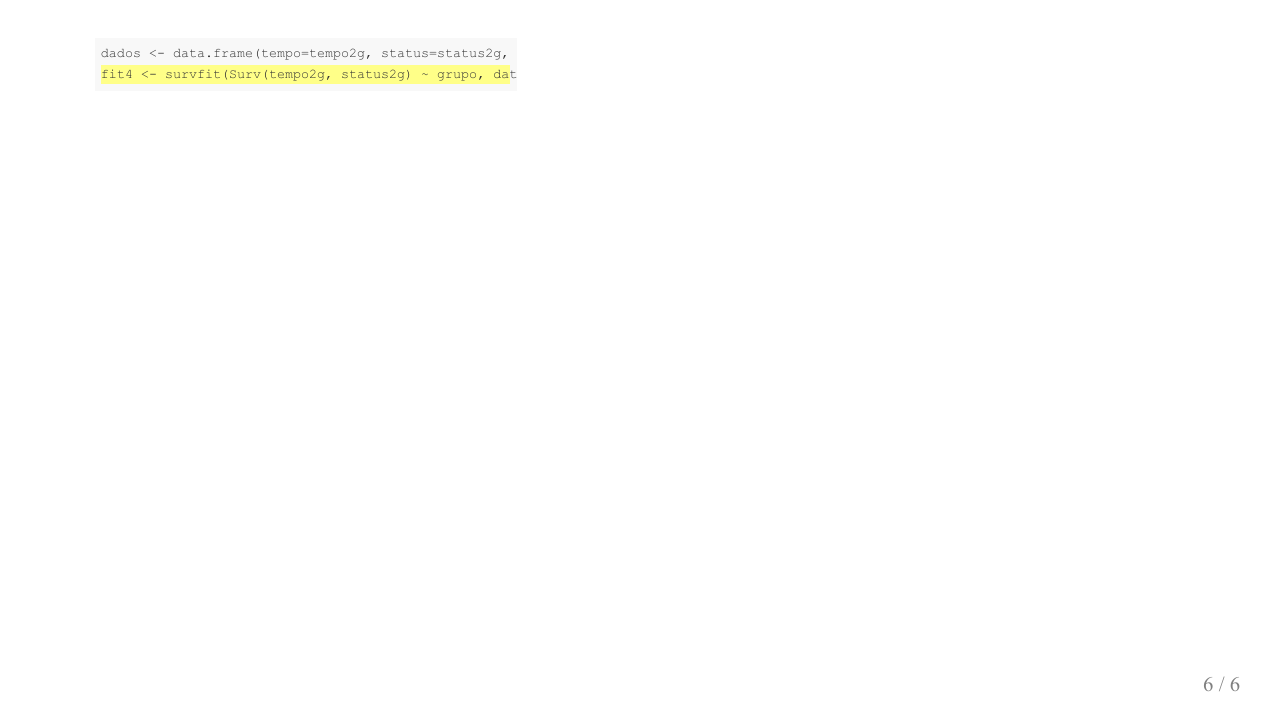 dados <- data.frame(tempo=tempo2g, status=status2g,
fit4 <- survfit(Surv(tempo2g, status2g) ~ grupo, dat
6 / 6